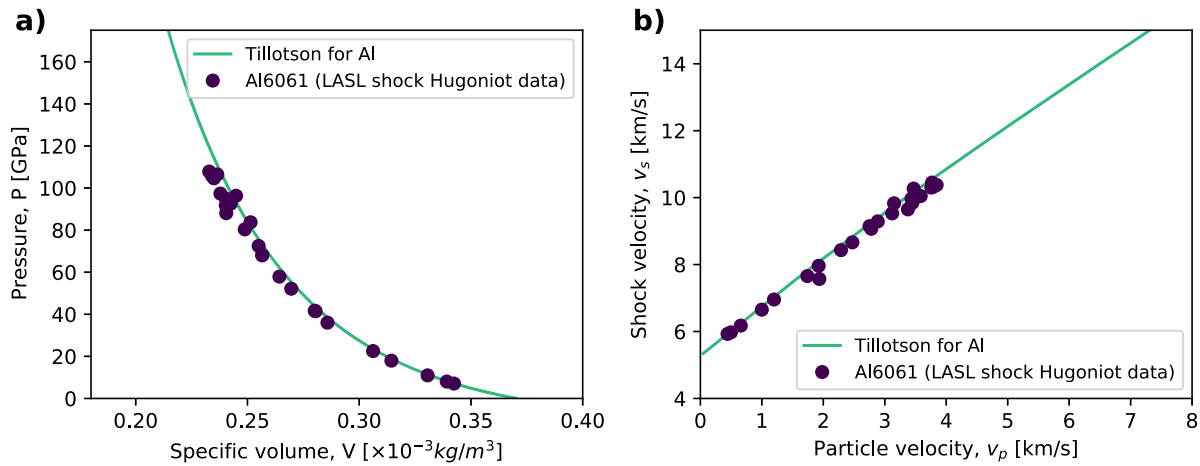 a)
Pressure, P [GPa]
160
140
120
100
80
60
40
20
0
0.20
0.25
0.30
0.35
0.40
Specific volume, V [×10⁻³kg/m³]
Tillotson for Al
Al6061 (LASL shock Hugoniot data)
b)
Shock velocity, vₛ [km/s]
14
12
10
8
6
4
0
1
2
3
4
5
6
7
8
Particle velocity, vₚ [km/s]
Tillotson for Al
Al6061 (LASL shock Hugoniot data)